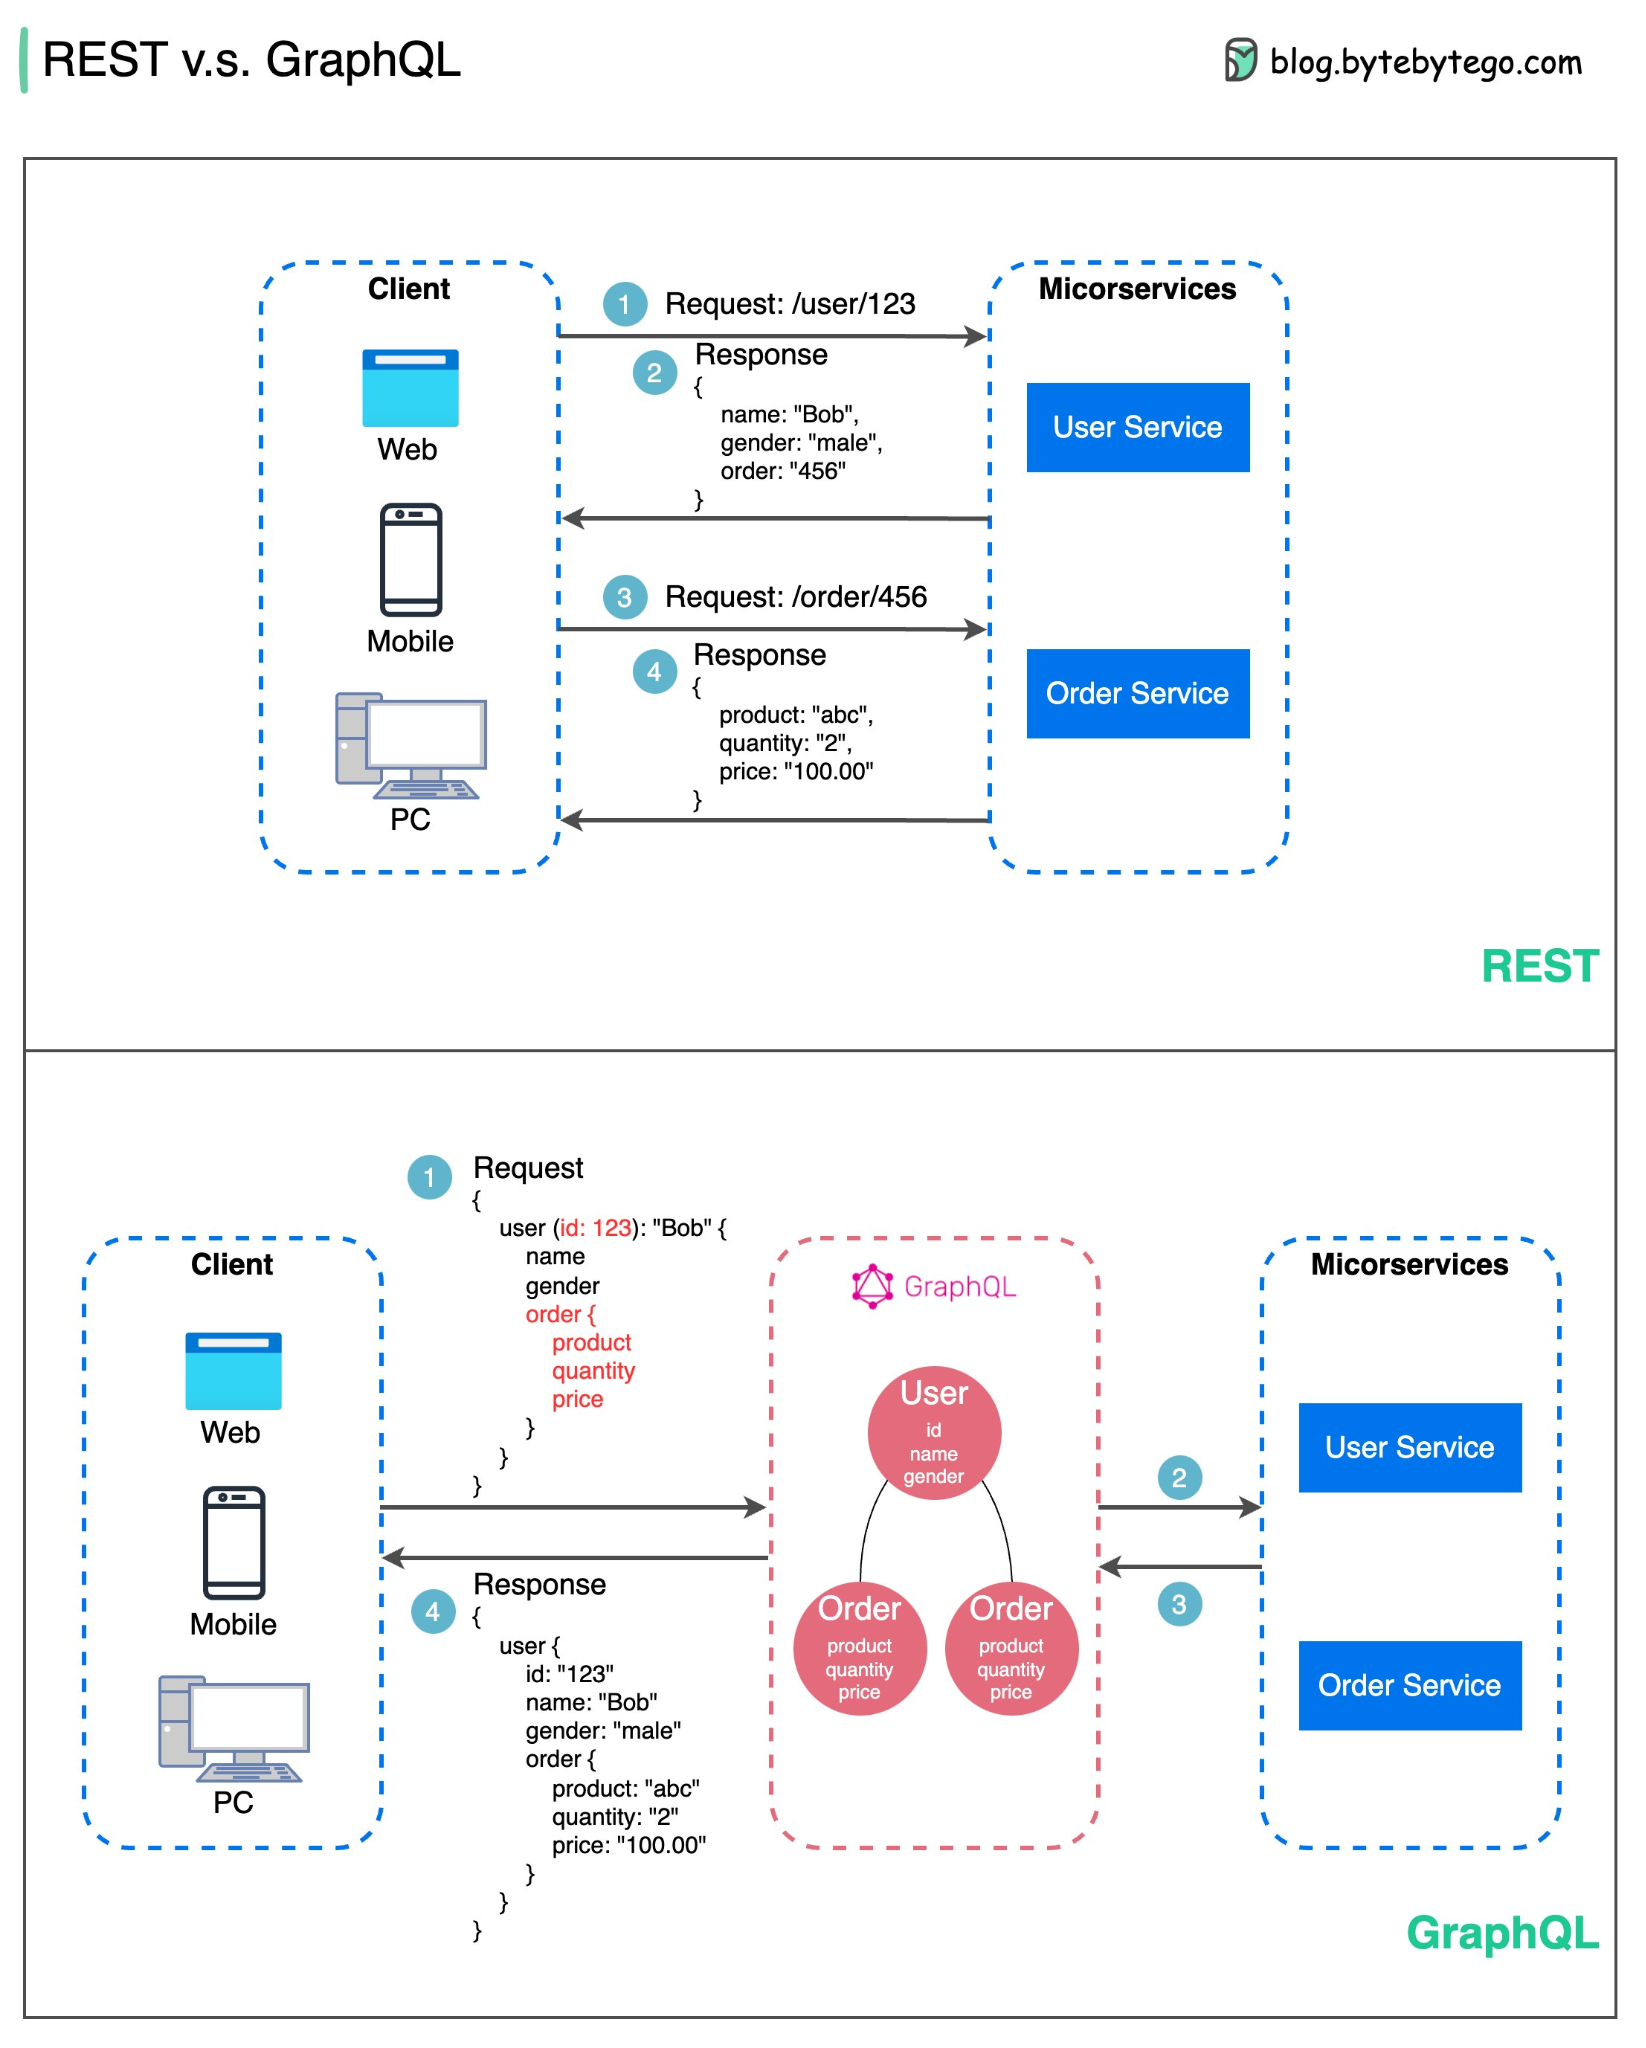 REST v.s. GraphQL
blog.bytebytego.com
Client
Web
Mobile
PC
1
Request: /user/123
2
Response
{
name: "Bob",
gender: "male",
order: "456"
}
3
Request: /order/456
4
Response
{
product: "abc",
quantity: "2",
price: "100.00"
}
Micorservices
User Service
Order Service
REST
Client
Web
Mobile
PC
1
Request
{
user (id: 123): "Bob" {
name
gender
order {
product
quantity
price
}
}
}
4
Response
{
user {
id: "123"
name: "Bob"
gender: "male"
order {
product: "abc"
quantity: "2"
price: "100.00"
}
}
}
GraphQL
User
id
name
gender
Order
product
quantity
price
Order
product
quantity
price
2
3
Micorservices
User Service
Order Service
GraphQL